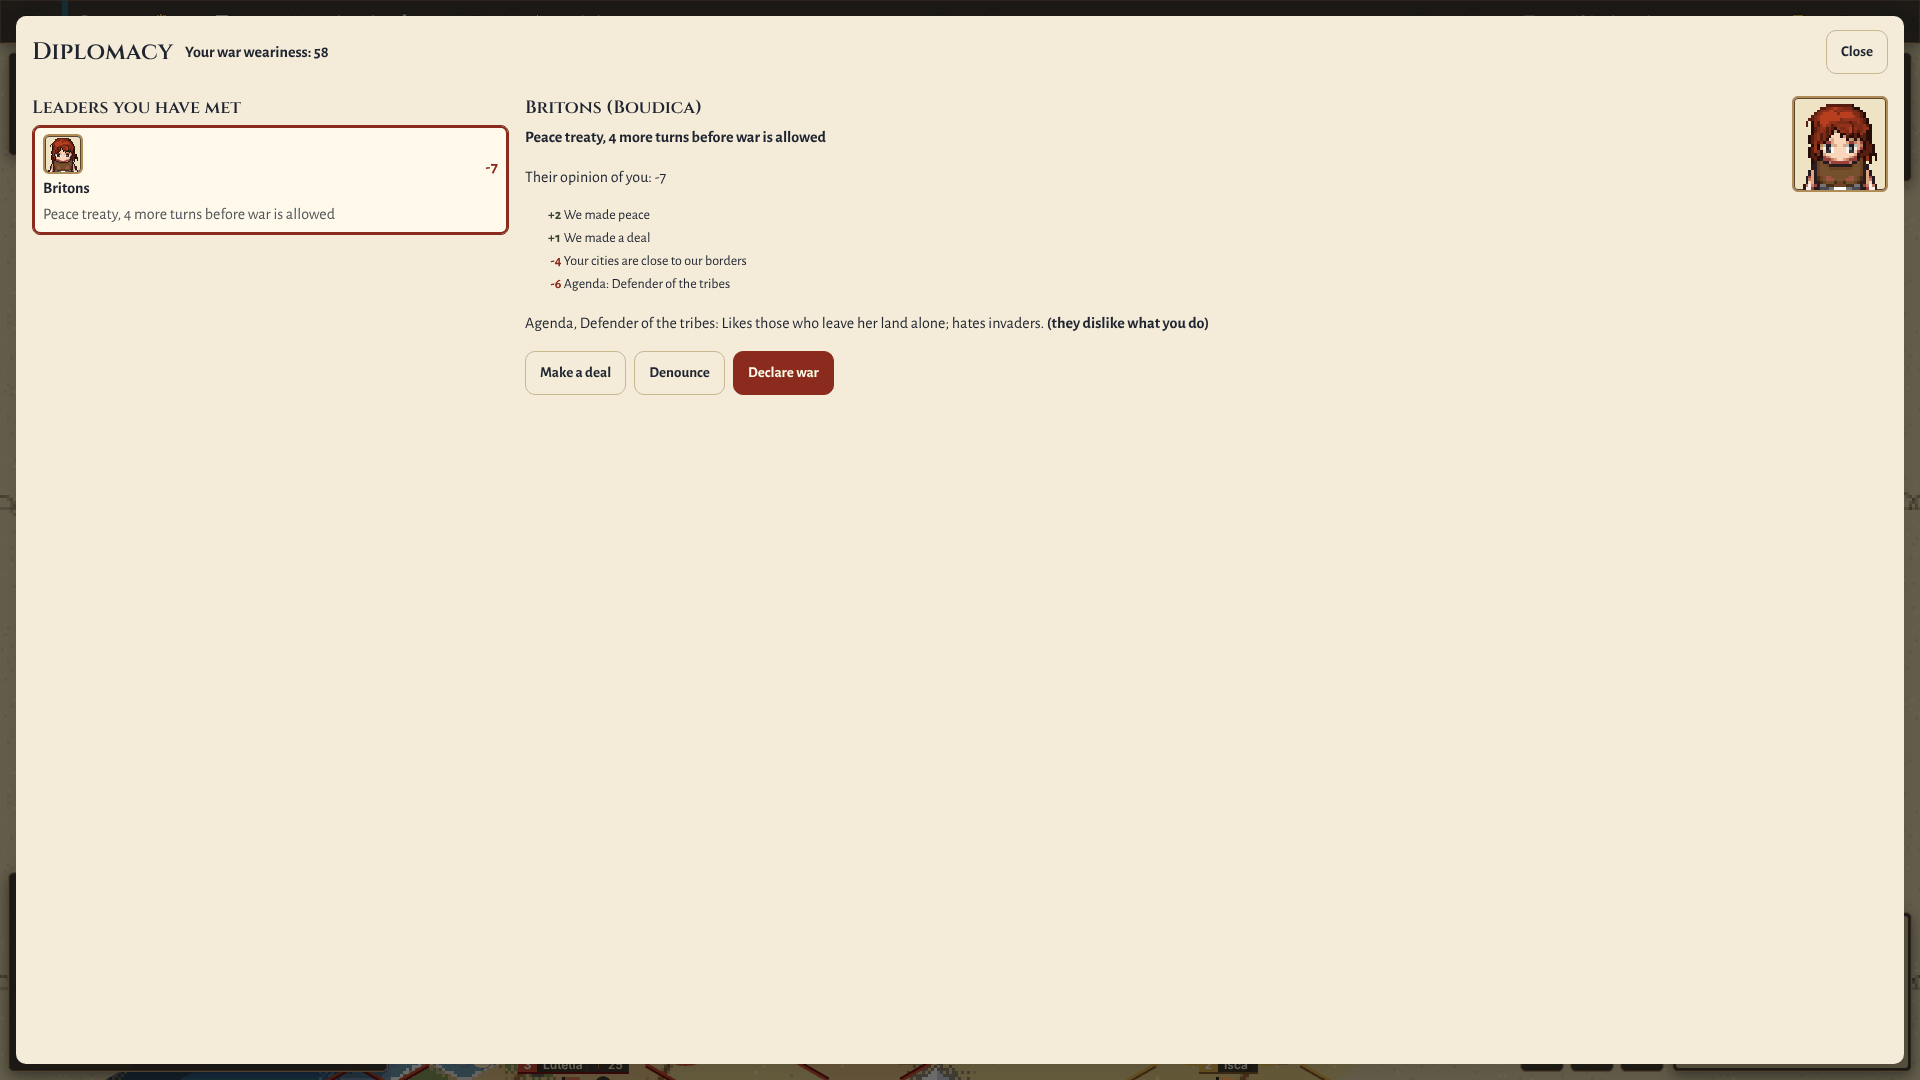 Diplomacy Your war weariness: 58
Close
Leaders you have met
-7
Britons
Peace treaty, 4 more turns before war is allowed
Britons (Boudica)
Peace treaty, 4 more turns before war is allowed
Their opinion of you: -7
+2 We made peace
+1 We made a deal
-4 Your cities are close to our borders
-6 Agenda: Defender of the tribes
Agenda, Defender of the tribes: Likes those who leave her land alone; hates invaders. (they dislike what you do)
Make a deal
Denounce
Declare war
3 Lutetia 25
2 Isca